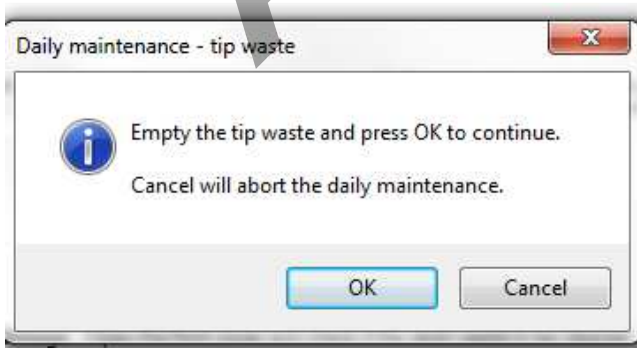 Daily maintenance - tip waste
Empty the tip waste and press OK to continue.
Cancel will abort the daily maintenance.
OK
Cancel